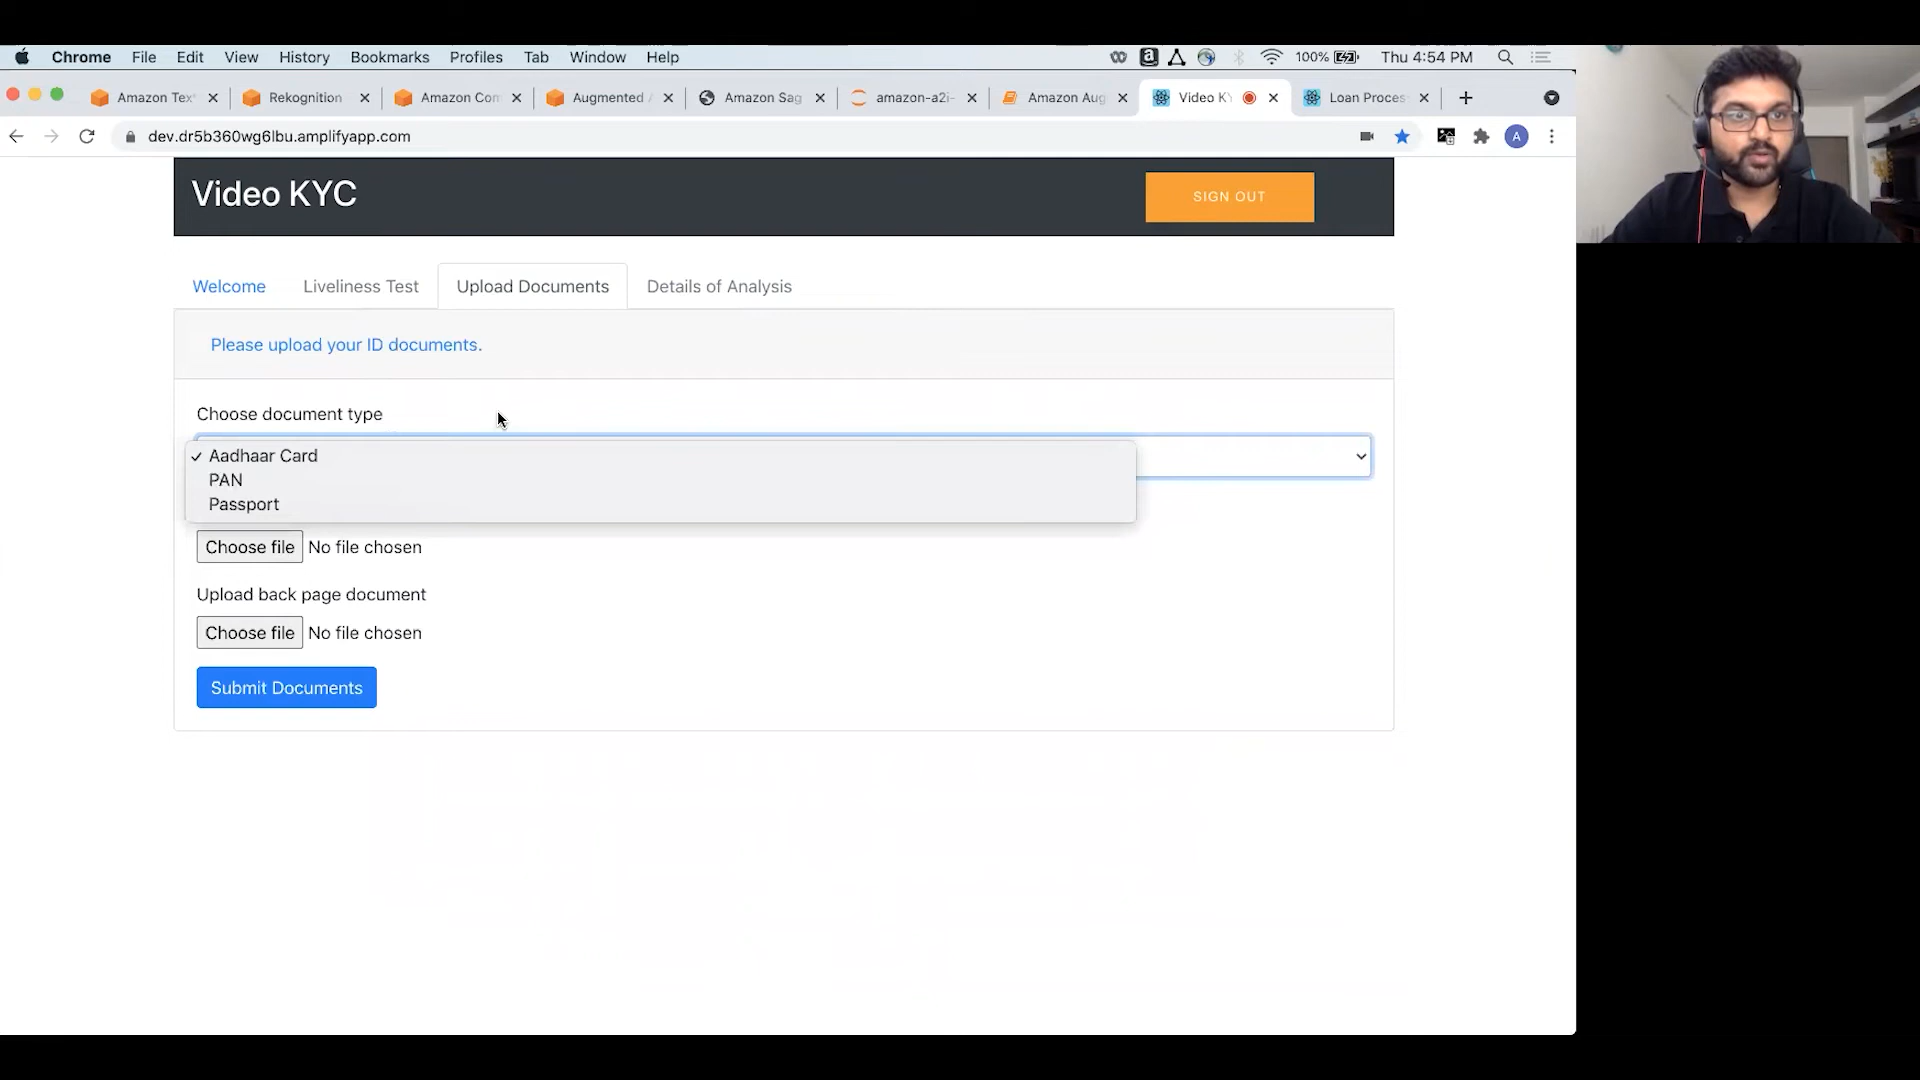 Chrome File Edit View History Bookmarks Profiles Tab Window Help 100% Thu 4:54 PM
Amazon Tex Rekognition Amazon Com Augmented A Amazon Sag amazon-a2i- Amazon Aug Video KY Loan Proces
dev.dr5b360wg6lbu.amplifyapp.com A
Video KYC SIGN OUT
Welcome Liveliness Test Upload Documents Details of Analysis
Please upload your ID documents.
Choose document type
Aadhaar Card
PAN
Passport
Choose file No file chosen
Upload back page document
Choose file No file chosen
Submit Documents